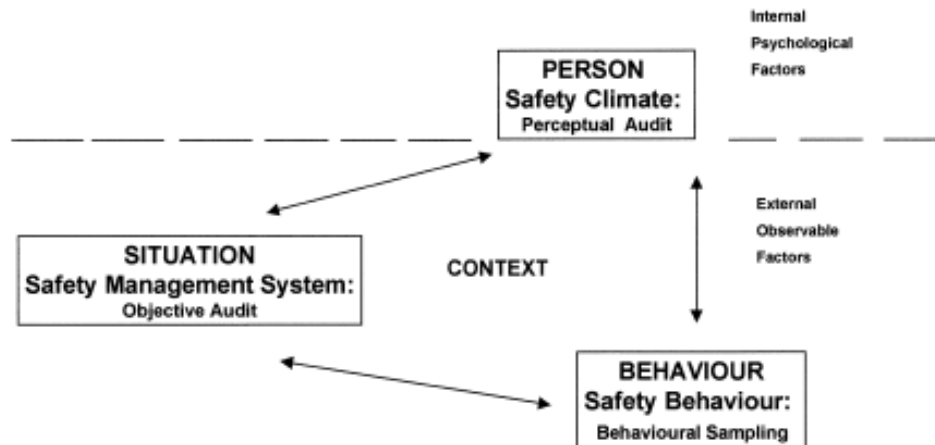 Internal
Psychological
Factors
PERSON
Safety Climate:
Perceptual Audit
External
Observable
Factors
SITUATION
Safety Management System:
Objective Audit
CONTEXT
BEHAVIOUR
Safety Behaviour:
Behavioural Sampling